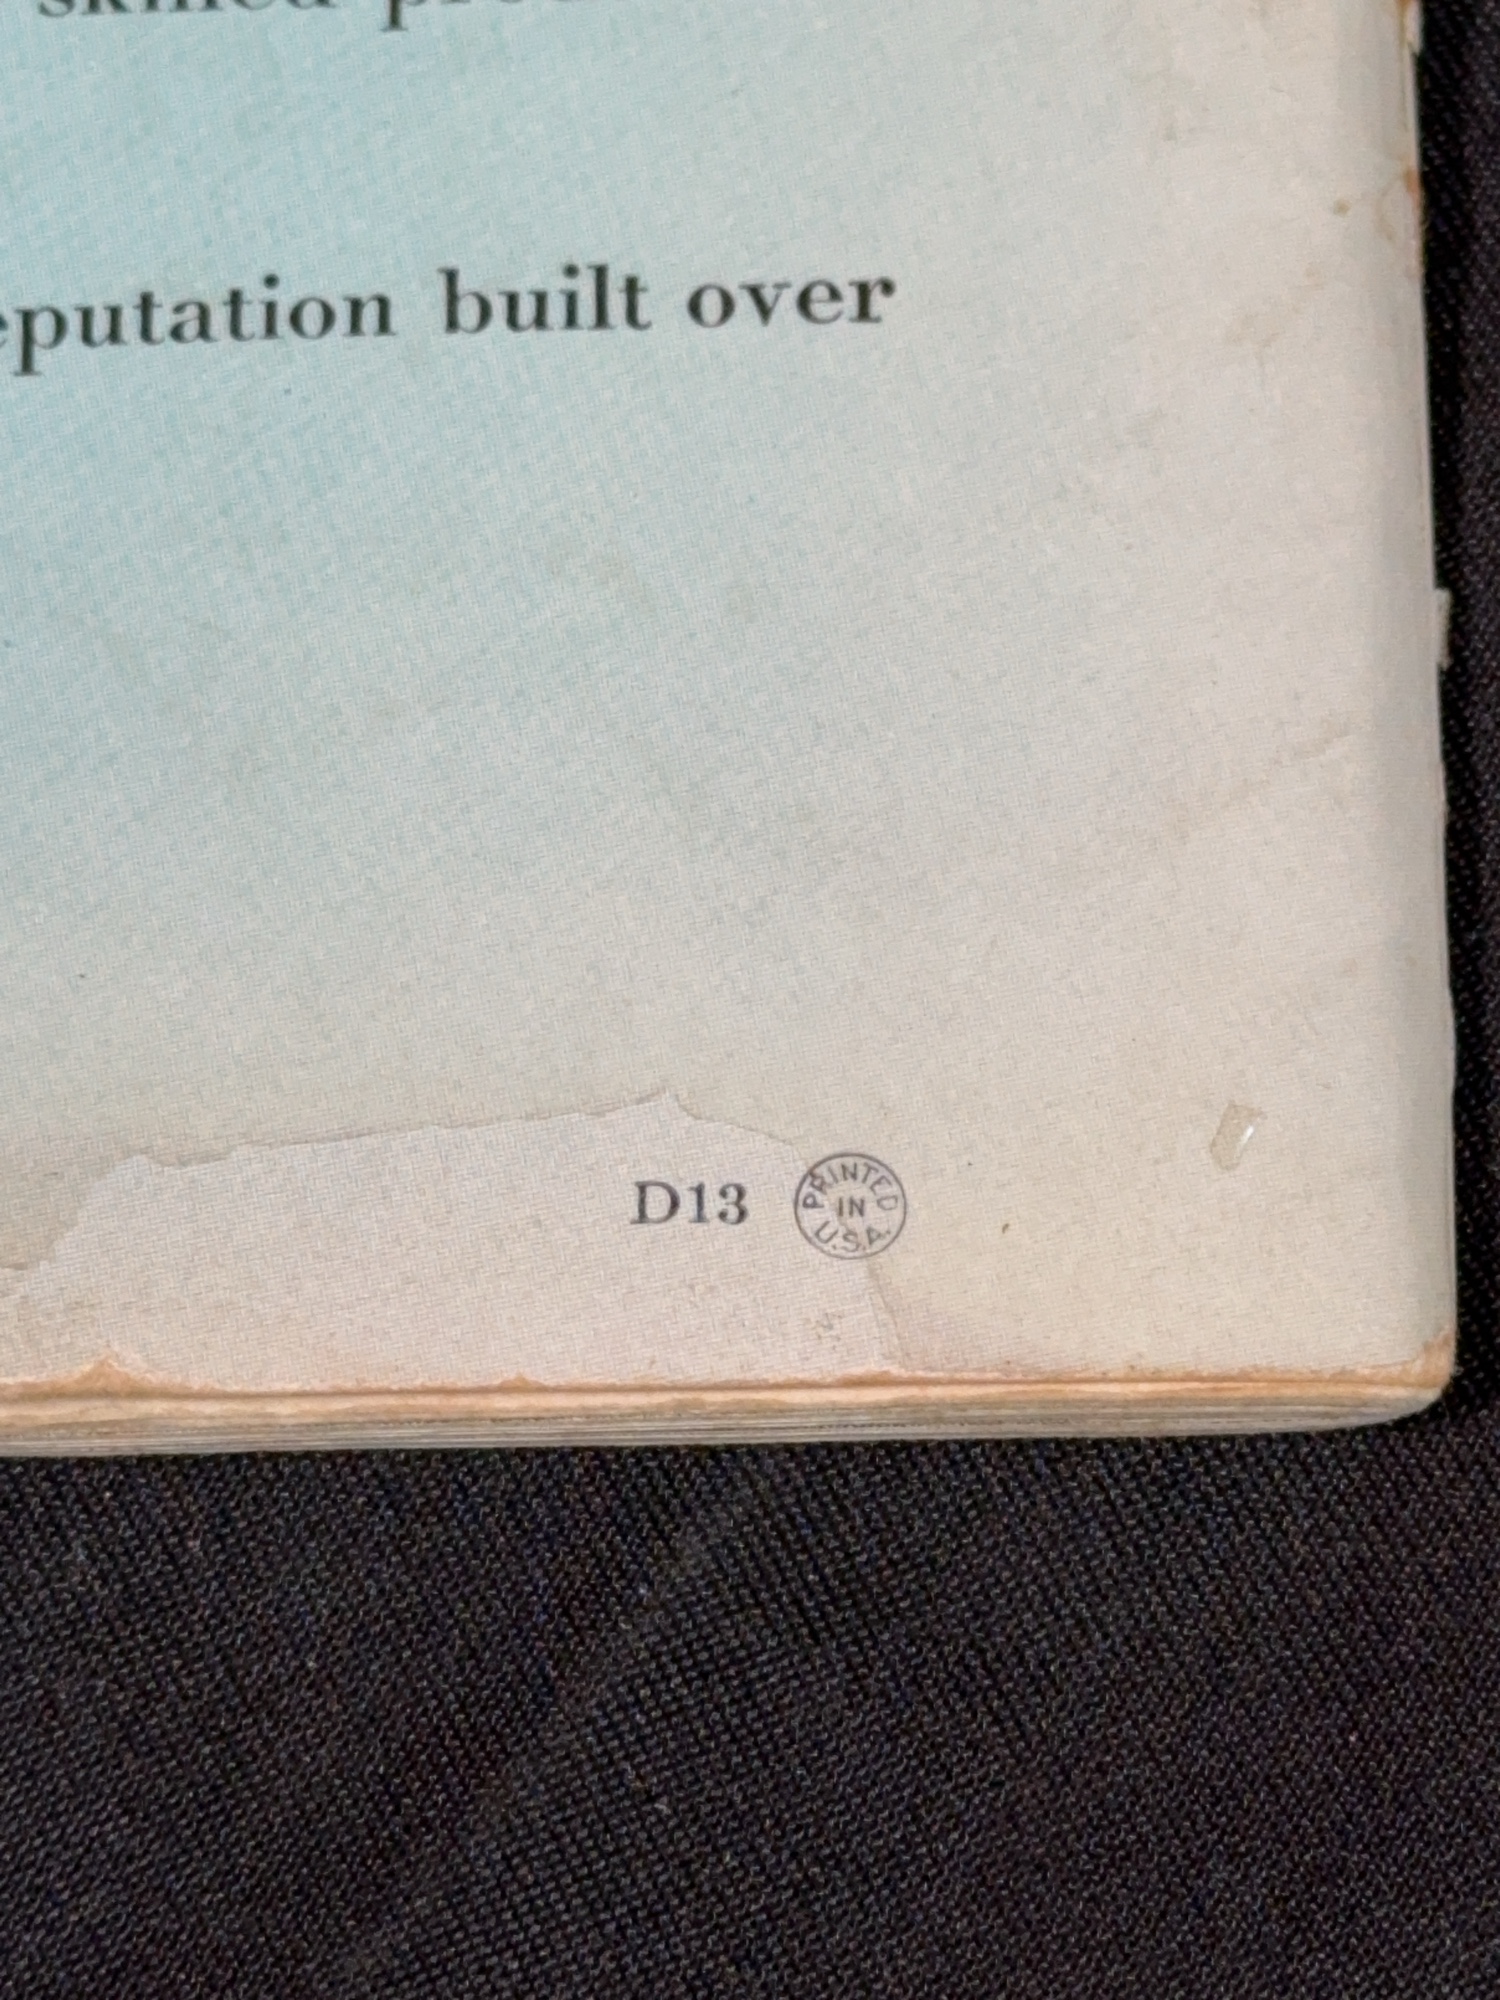 eputation built over
D13
PRINTED
IN
U.S.A.